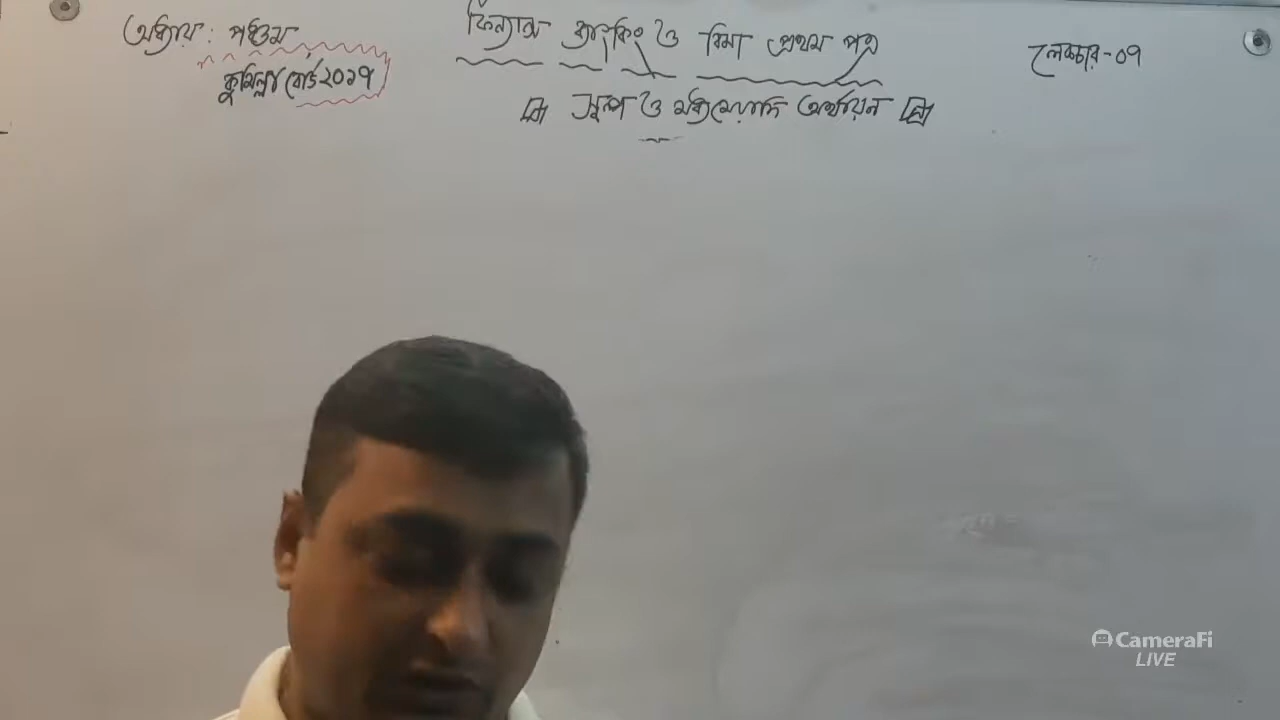 অধ্যায় : পঞ্চম
কুমিল্লা বোর্ড ২০১৭
ফিন্যান্স ব্যাংকিং ও বিমা প্রথম পত্র
স্বল্প ও মধ্যমেয়াদি অর্থায়ন
লেকচার-০৭
CameraFi
LIVE